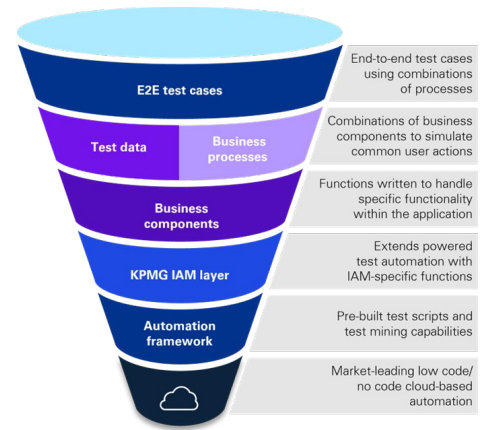 E2E test cases
End-to-end test cases
using combinations
of processes
Test data
Business
processes
Combinations of business
components to simulate
common user actions
Business
components
Functions written to handle
specific functionality
within the application
KPMG IAM layer
Extends powered
test automation with
IAM-specific functions
Automation
framework
Pre-built test scripts and
test mining capabilities
Market-leading low code/
no code cloud-based
automation